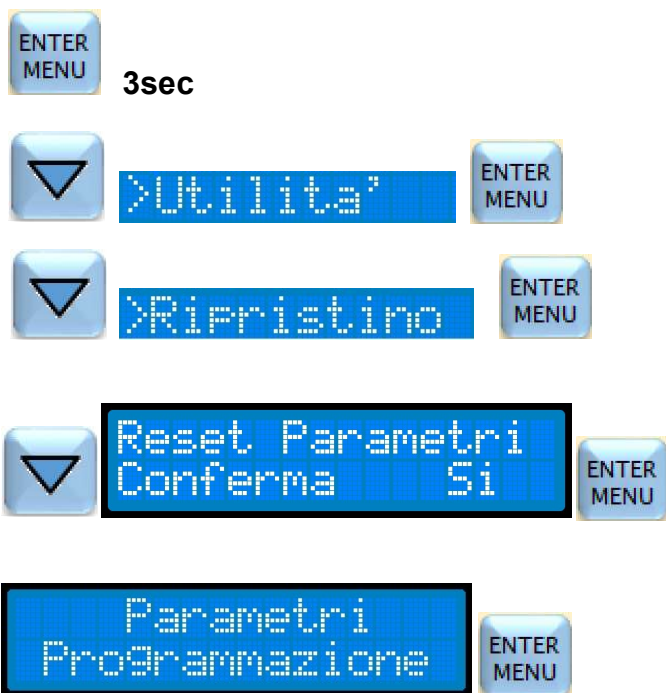 ENTER
MENU
3sec
>Utilita'
ENTER
MENU
>Ripristino
ENTER
MENU
Reset Parametri
Conferma Si
ENTER
MENU
Parametri
Programmazione
ENTER
MENU